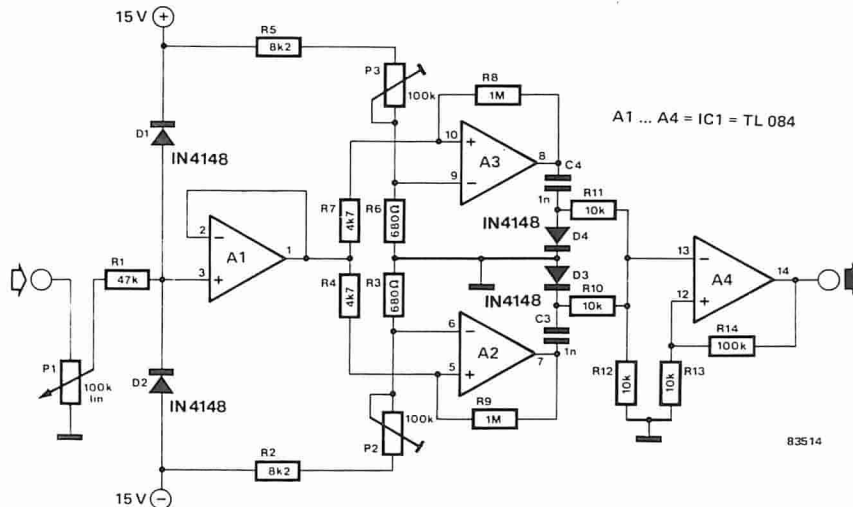 15 V +
R5
8k2
P3
100k
R8
1M
A1 ... A4 = IC1 = TL 084
D1
IN4148
10
+
A3
8
9
−
C4
1n
R11
10k
R7
4k7
R6
680Ω
IN4148
D4
2
−
A1
1
3
+
R1
47k
13
−
A4
14
12
+
R4
4k7
R3
680Ω
IN4148
D3
R10
10k
C3
1n
6
−
A2
7
5
+
R14
100k
P1
100k
lin
D2
IN4148
R12
10k
10k
R13
R9
1M
P2
100k
R2
8k2
15 V −
83514